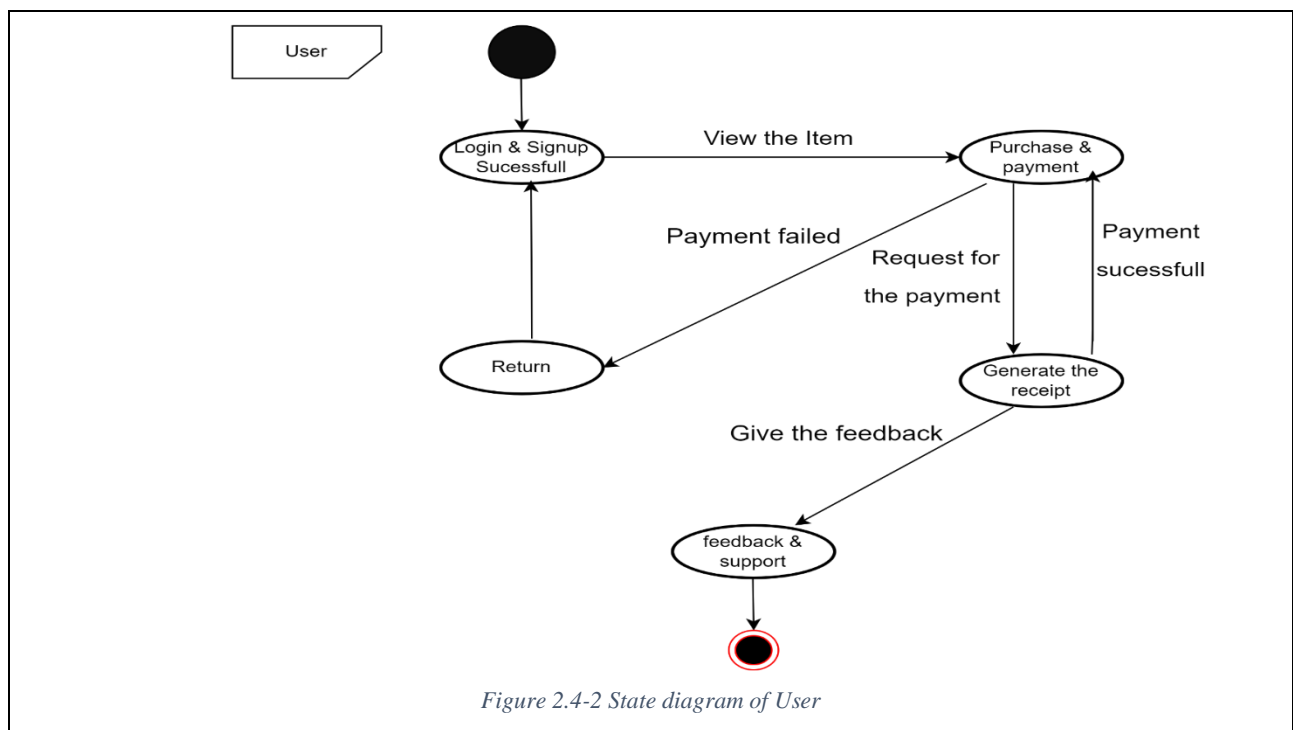 User
Login & Signup
Sucessfull
View the Item
Purchase &
payment
Payment failed
Request for
the payment
Payment
sucessfull
Return
Generate the
receipt
Give the feedback
feedback &
support
Figure 2.4-2 State diagram of User